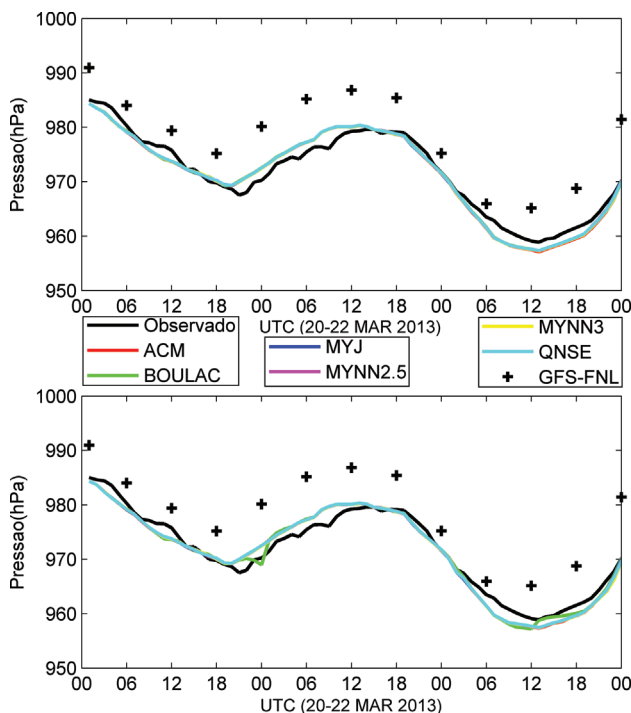 1000
990
980
970
960
950
Pressao(hPa)
00 06 12 18 00 06 12 18 00 06 12 18 00
UTC (20-22 MAR 2013)
Observado
ACM
BOULAC
MYJ
MYNN2.5
MYNN3
QNSE
GFS-FNL
1000
990
980
970
960
950
Pressao(hPa)
00 06 12 18 00 06 12 18 00 06 12 18 00
UTC (20-22 MAR 2013)